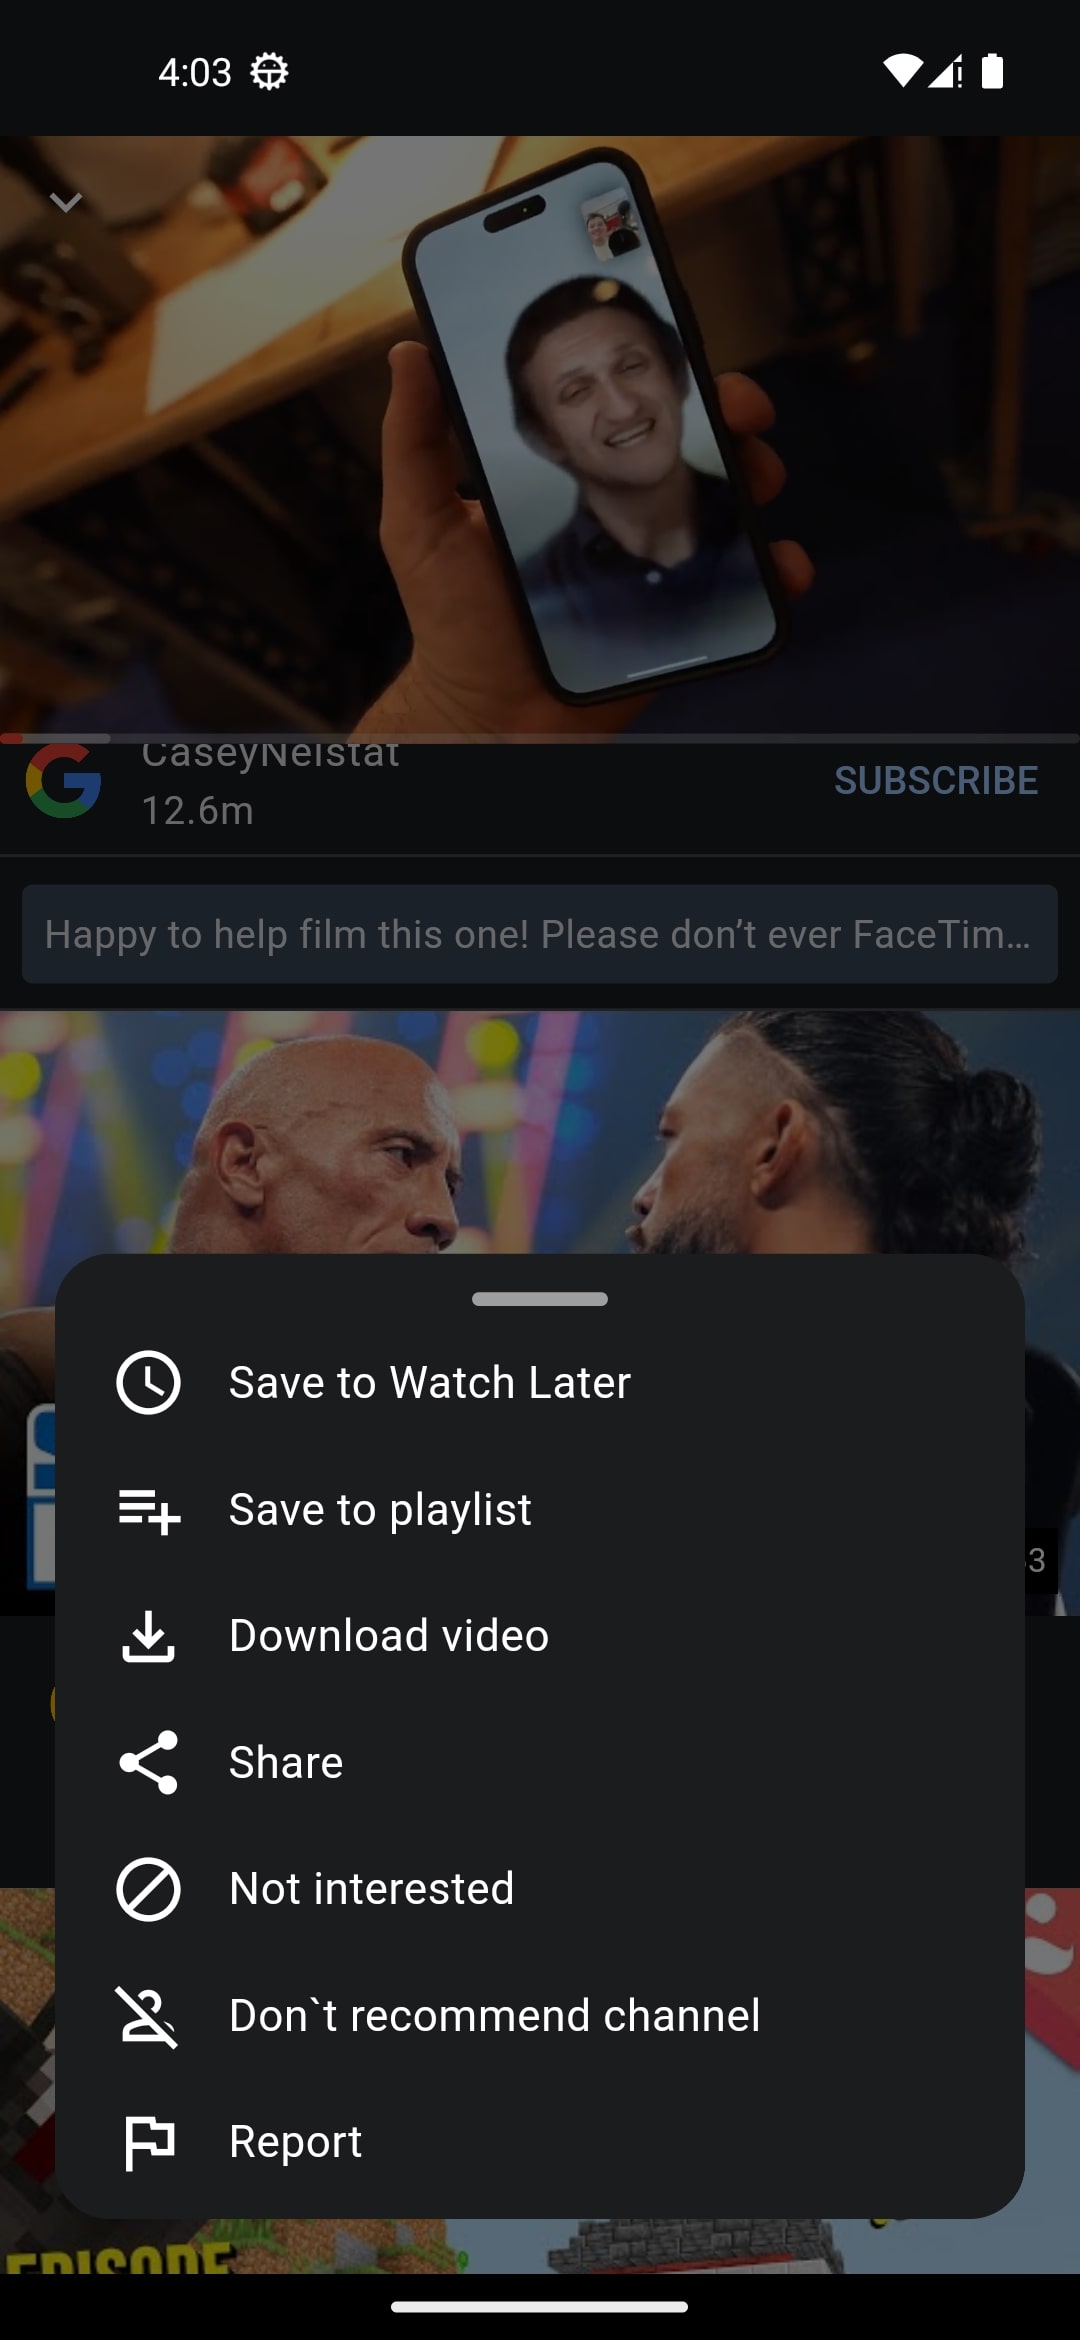 4:03
CaseyNeistat
12.6m
SUBSCRIBE
Happy to help film this one! Please don’t ever FaceTim…
Save to Watch Later
Save to playlist
Download video
Share
Not interested
Don`t recommend channel
Report
EPISODE